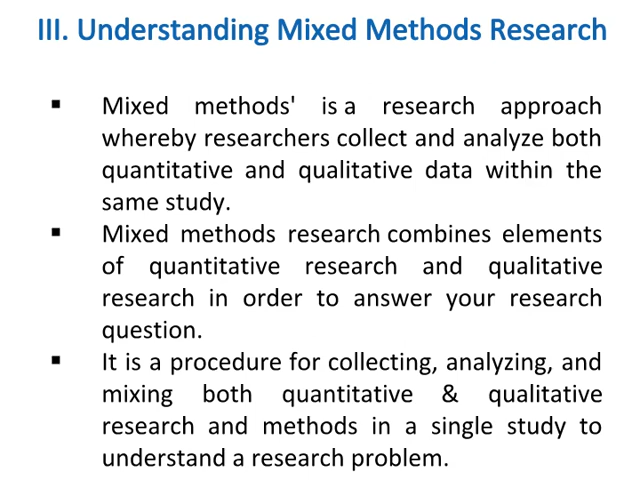 III. Understanding Mixed Methods Research
▪ Mixed methods' is a research approach
whereby researchers collect and analyze both
quantitative and qualitative data within the
same study.
▪ Mixed methods research combines elements
of quantitative research and qualitative
research in order to answer your research
question.
▪ It is a procedure for collecting, analyzing, and
mixing both quantitative & qualitative
research and methods in a single study to
understand a research problem.